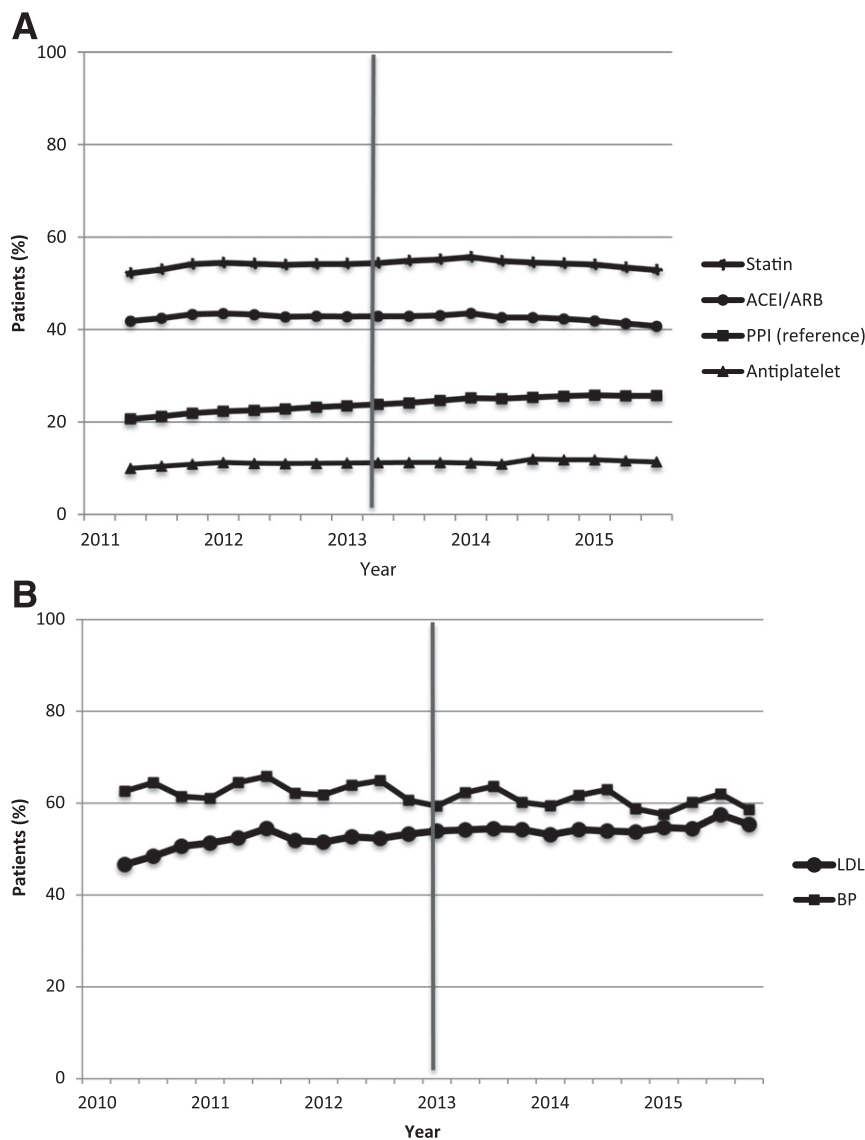 A
100
80
60
40
20
0
Patients (%)
2011 2012 2013 2014 2015
Year
Statin
ACEI/ARB
PPI (reference)
Antiplatelet
B
100
80
60
40
20
0
Patients (%)
2010 2011 2012 2013 2014 2015
Year
LDL
BP